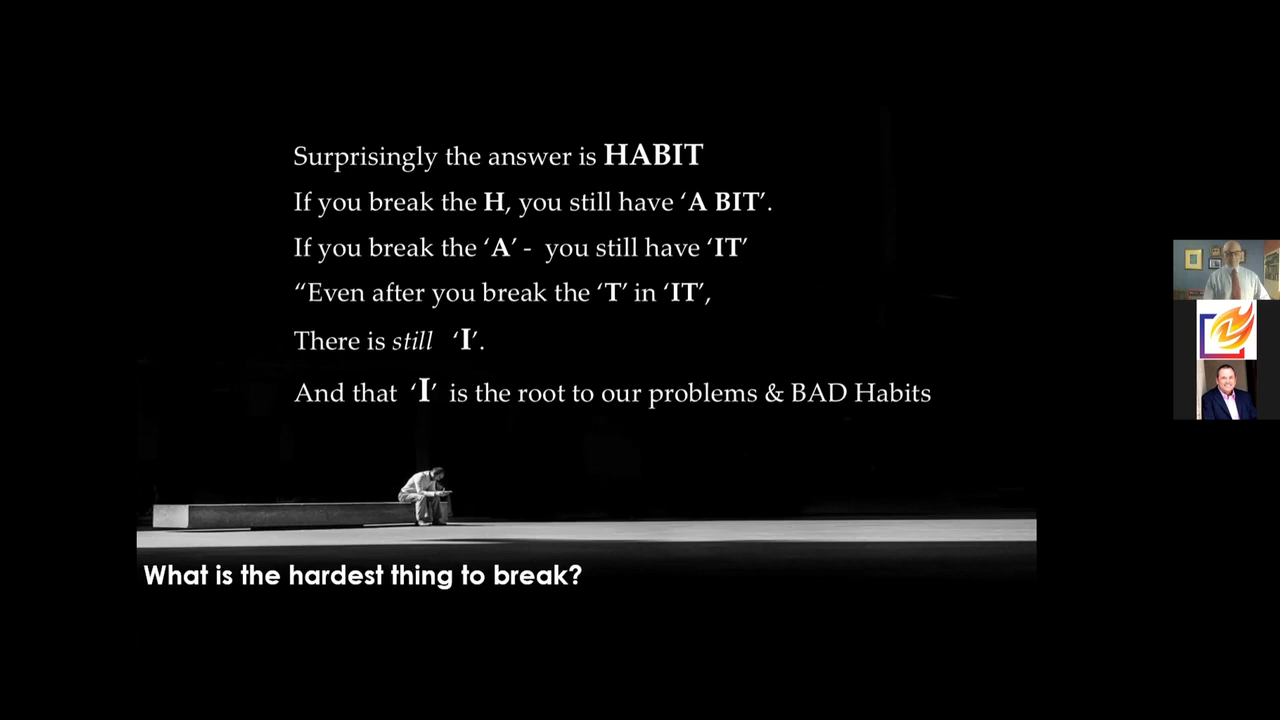 Surprisingly the answer is HABIT
If you break the H, you still have ‘A BIT’.
If you break the ‘A’ - you still have ‘IT’
“Even after you break the ‘T’ in ‘IT’,
There is still ‘I’.
And that ‘I’ is the root to our problems & BAD Habits
What is the hardest thing to break?